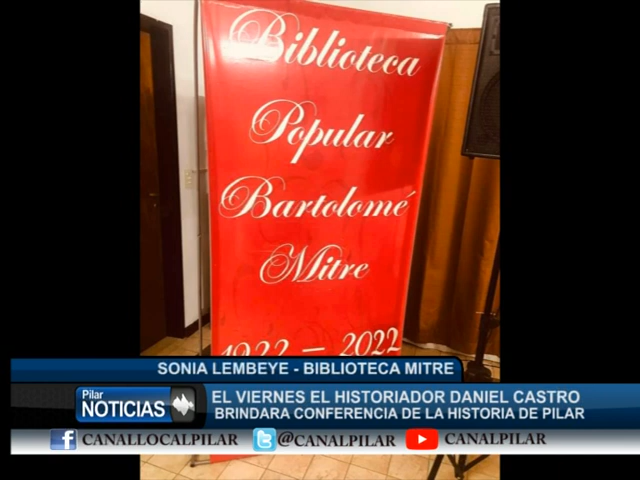 Biblioteca
Popular
Bartolomé
Mitre
1922 – 2022
SONIA LEMBEYE - BIBLIOTECA MITRE
Pilar
NOTICIAS
EL VIERNES EL HISTORIADOR DANIEL CASTRO
BRINDARA CONFERENCIA DE LA HISTORIA DE PILAR
CANALLOCALPILAR
@CANALPILAR
CANALPILAR